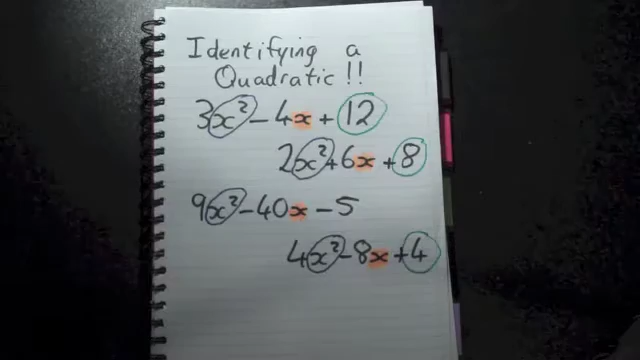 Identifying a
Quadratic !!
3x² - 4x + 12
2x² + 6x + 8
9x² - 40x - 5
4x² - 8x + 4